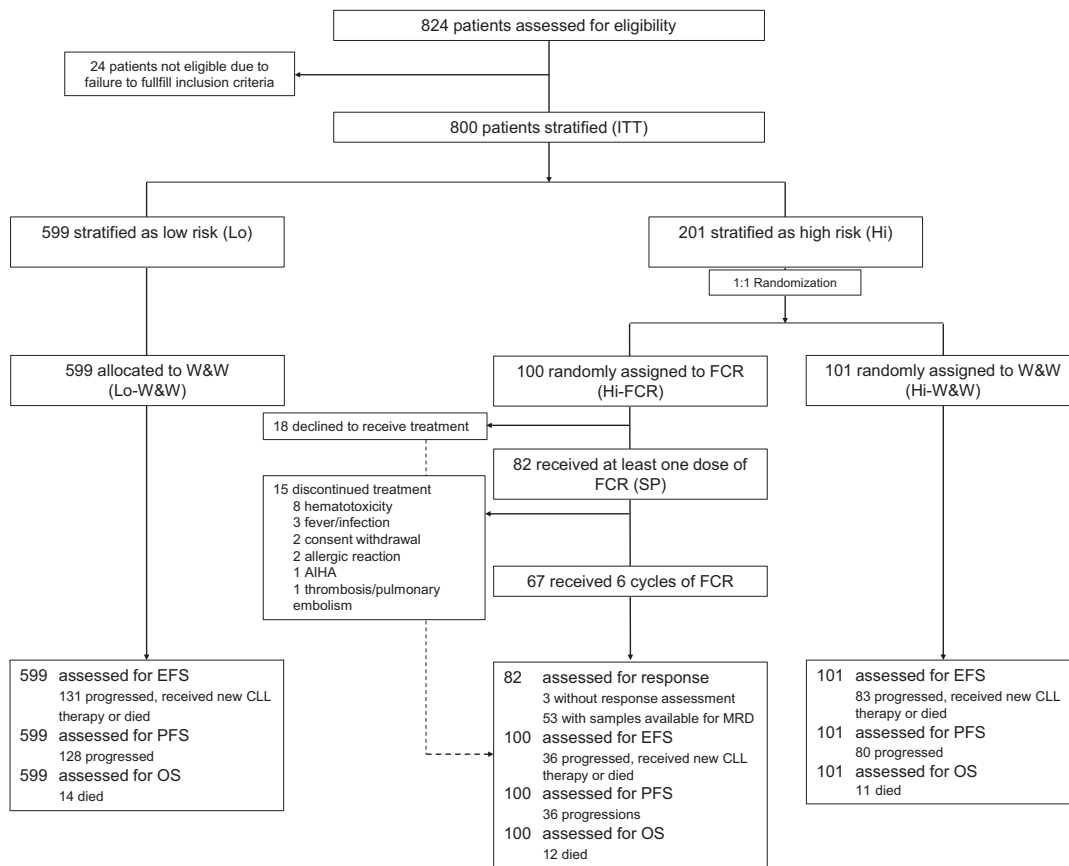 824 patients assessed for eligibility
24 patients not eligible due to
failure to fullfill inclusion criteria
800 patients stratified (ITT)
599 stratified as low risk (Lo)
201 stratified as high risk (Hi)
1:1 Randomization
599 allocated to W&W
(Lo-W&W)
100 randomly assigned to FCR
(Hi-FCR)
101 randomly assigned to W&W
(Hi-W&W)
18 declined to receive treatment
82 received at least one dose of
FCR (SP)
15 discontinued treatment
8 hematotoxicity
3 fever/infection
2 consent withdrawal
2 allergic reaction
1 AIHA
1 thrombosis/pulmonary
embolism
67 received 6 cycles of FCR
599 assessed for EFS
131 progressed, received new CLL
therapy or died
599 assessed for PFS
128 progressed
599 assessed for OS
14 died
82 assessed for response
3 without response assessment
53 with samples available for MRD
100 assessed for EFS
36 progressed, received new CLL
therapy or died
100 assessed for PFS
36 progressions
100 assessed for OS
12 died
101 assessed for EFS
83 progressed, received new CLL
therapy or died
101 assessed for PFS
80 progressed
101 assessed for OS
11 died